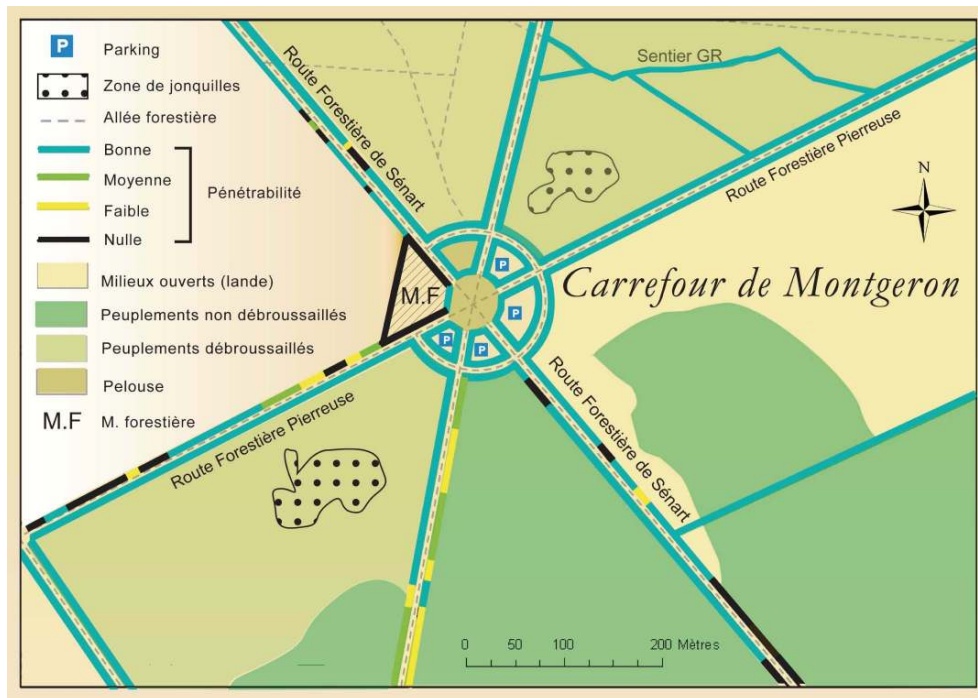 P Parking
Zone de jonquilles
Allée forestière
Bonne
Moyenne
Pénétrabilité
Faible
Nulle
Milieux ouverts (lande)
Peuplements non débroussaillés
Peuplements débroussaillés
Pelouse
M.F M. forestière
Route Forestière de Sénart
Sentier GR
Route Forestière Pierreuse
N
P
M.F
Carrefour de Montgeron
P
P
P
Route Forestière Pierreuse
Route Forestière de Sénart
0 50 100 200 Mètres